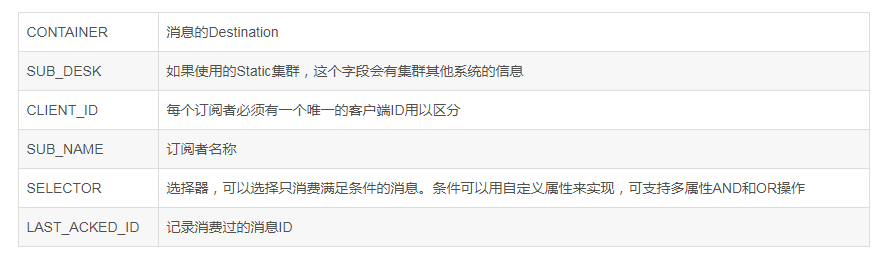 CONTAINER 消息的Destination
SUB_DESK 如果使用的Static集群，这个字段会有集群其他系统的信息
CLIENT_ID 每个订阅者必须有一个唯一的客户端ID用以区分
SUB_NAME 订阅者名称
SELECTOR 选择器，可以选择只消费满足条件的消息。条件可以用自定义属性来实现，可支持多属性AND和OR操作
LAST_ACKED_ID 记录消费过的消息ID